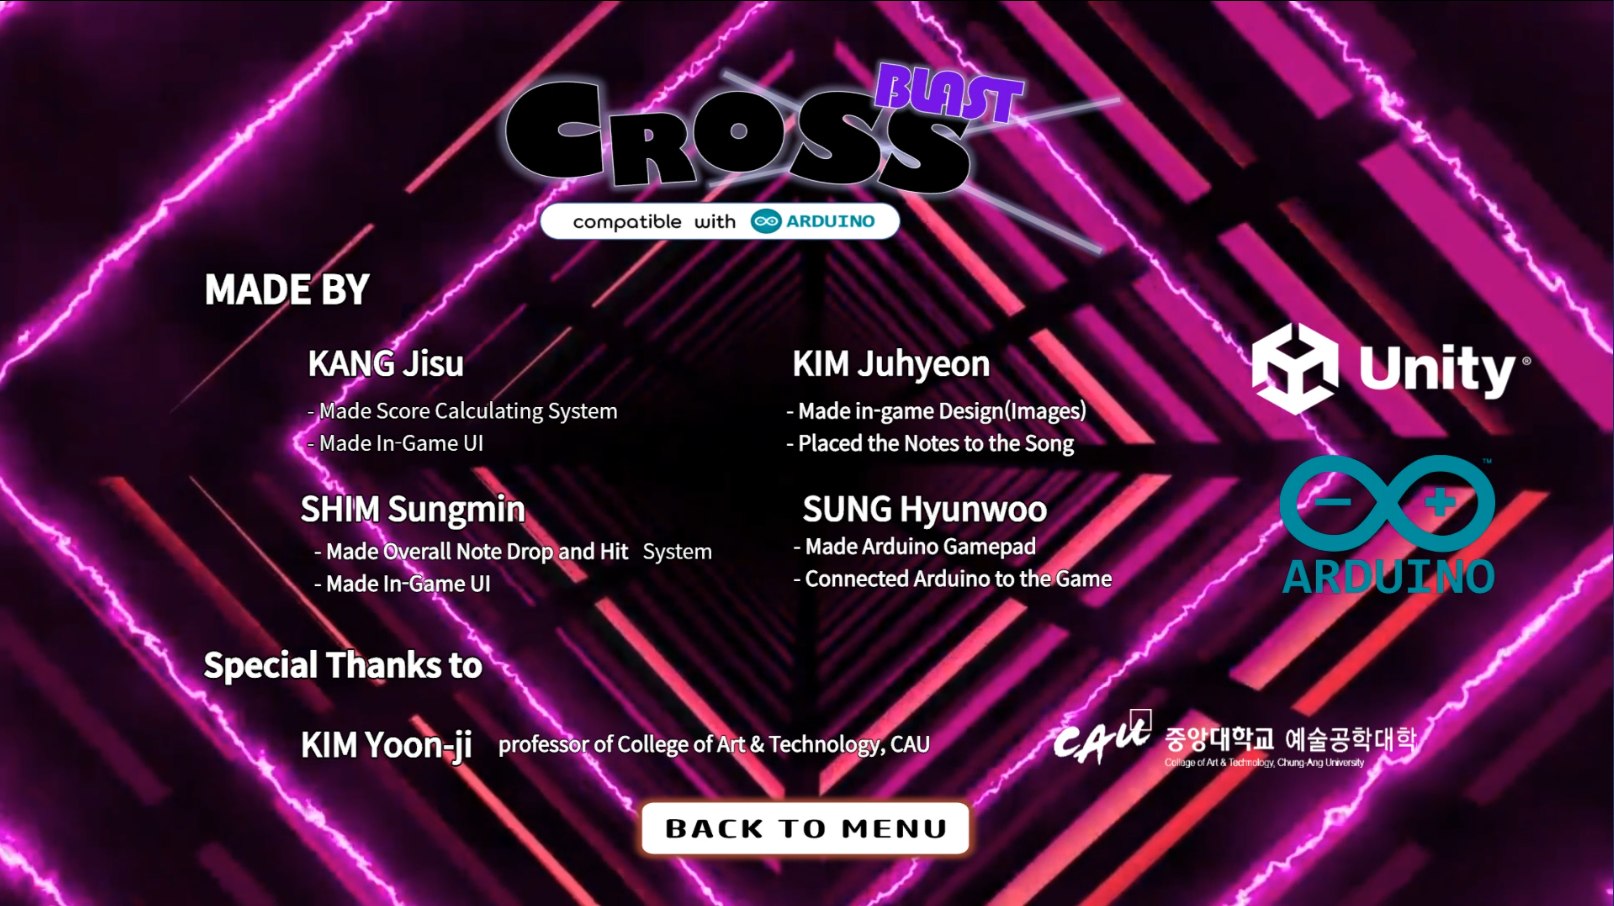 CROSS BLAST
compatible with ARDUINO
MADE BY
KANG Jisu
- Made Score Calculating System
- Made In-Game UI
KIM Juhyeon
- Made in-game Design(Images)
- Placed the Notes to the Song
SHIM Sungmin
- Made Overall Note Drop and Hit System
- Made In-Game UI
SUNG Hyunwoo
- Made Arduino Gamepad
- Connected Arduino to the Game
Unity®
ARDUINO™
Special Thanks to
KIM Yoon-ji professor of College of Art & Technology, CAU
CAU 중앙대학교 예술공학대학
College of Art & Technology, Chung-Ang University
BACK TO MENU